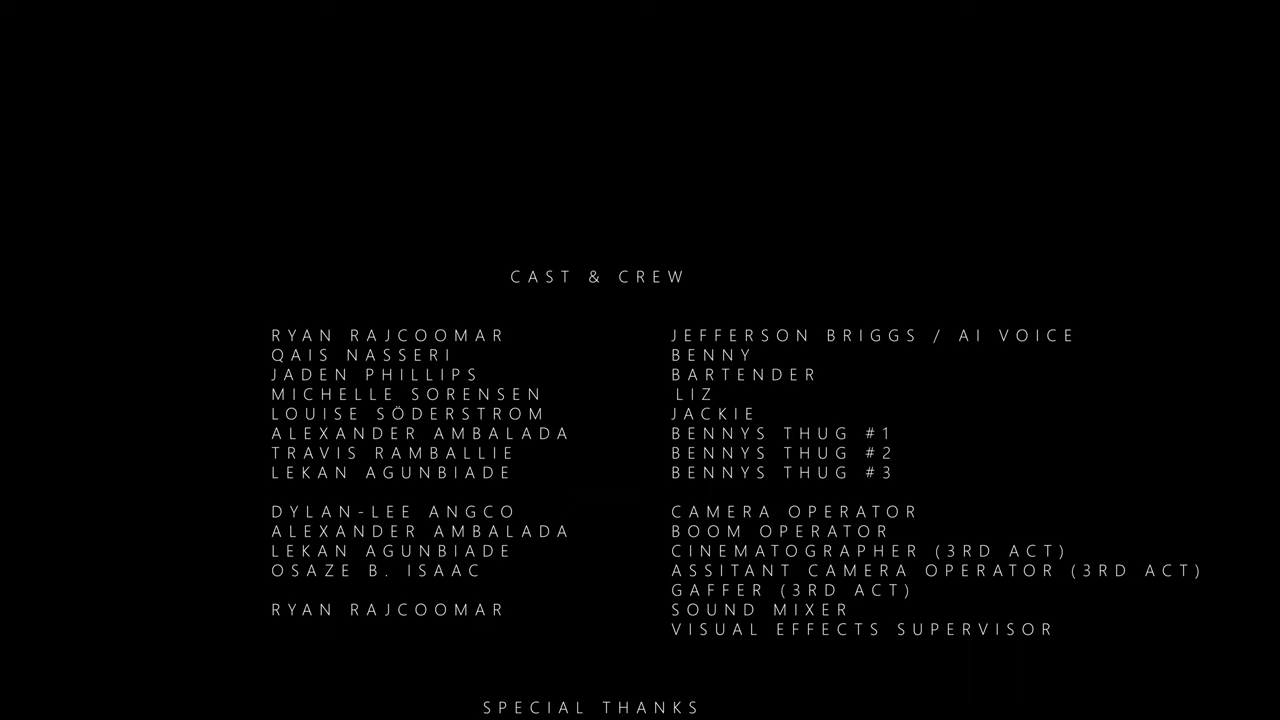 CAST & CREW
RYAN RAJCOOMAR JEFFERSON BRIGGS / AI VOICE
QAIS NASSERI BENNY
JADEN PHILLIPS BARTENDER
MICHELLE SORENSEN LIZ
LOUISE SÖDERSTROM JACKIE
ALEXANDER AMBALADA BENNYS THUG #1
TRAVIS RAMBALLIE BENNYS THUG #2
LEKAN AGUNBIADE BENNYS THUG #3
DYLAN-LEE ANGCO CAMERA OPERATOR
ALEXANDER AMBALADA BOOM OPERATOR
LEKAN AGUNBIADE CINEMATOGRAPHER (3RD ACT)
OSAZE B. ISAAC ASSITANT CAMERA OPERATOR (3RD ACT)
GAFFER (3RD ACT)
RYAN RAJCOOMAR SOUND MIXER
VISUAL EFFECTS SUPERVISOR
SPECIAL THANKS